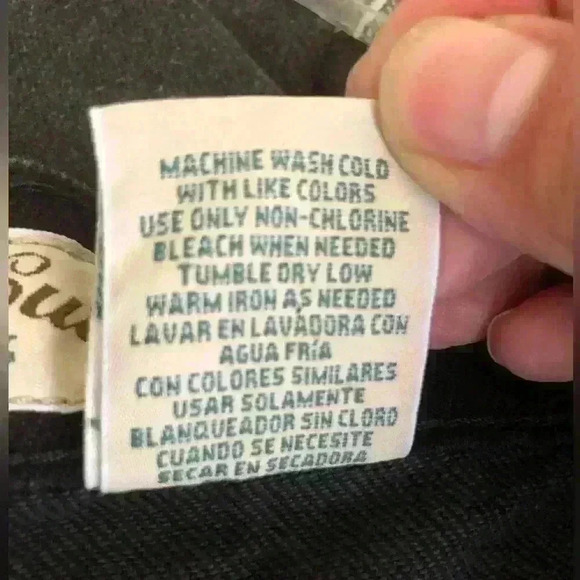 MACHINE WASH COLD
WITH LIKE COLORS
USE ONLY NON-CHLORINE
BLEACH WHEN NEEDED
TUMBLE DRY LOW
WARM IRON AS NEEDED
LAVAR EN LAVADORA CON
AGUA FRÍA
CON COLORES SIMILARES
USAR SOLAMENTE
BLANQUEADOR SIN CLORO
CUANDO SE NECESITE
SECAR EN SECADORA